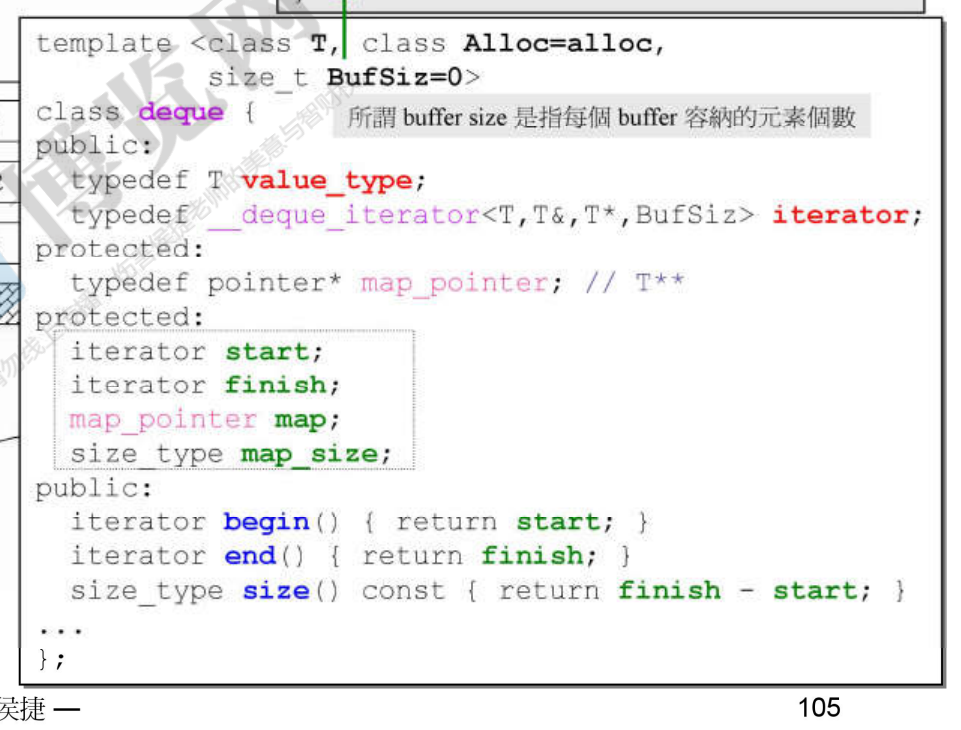 template <class T, class Alloc=alloc,
size_t BufSiz=0>
class deque {
所謂 buffer size 是指每個 buffer 容納的元素個數
public:
typedef T value_type;
typedef __deque_iterator<T,T&,T*,BufSiz> iterator;
protected:
typedef pointer* map_pointer; // T**
protected:
iterator start;
iterator finish;
map_pointer map;
size_type map_size;
public:
iterator begin() { return start; }
iterator end() { return finish; }
size_type size() const { return finish - start; }
...
};
侯捷 —
105